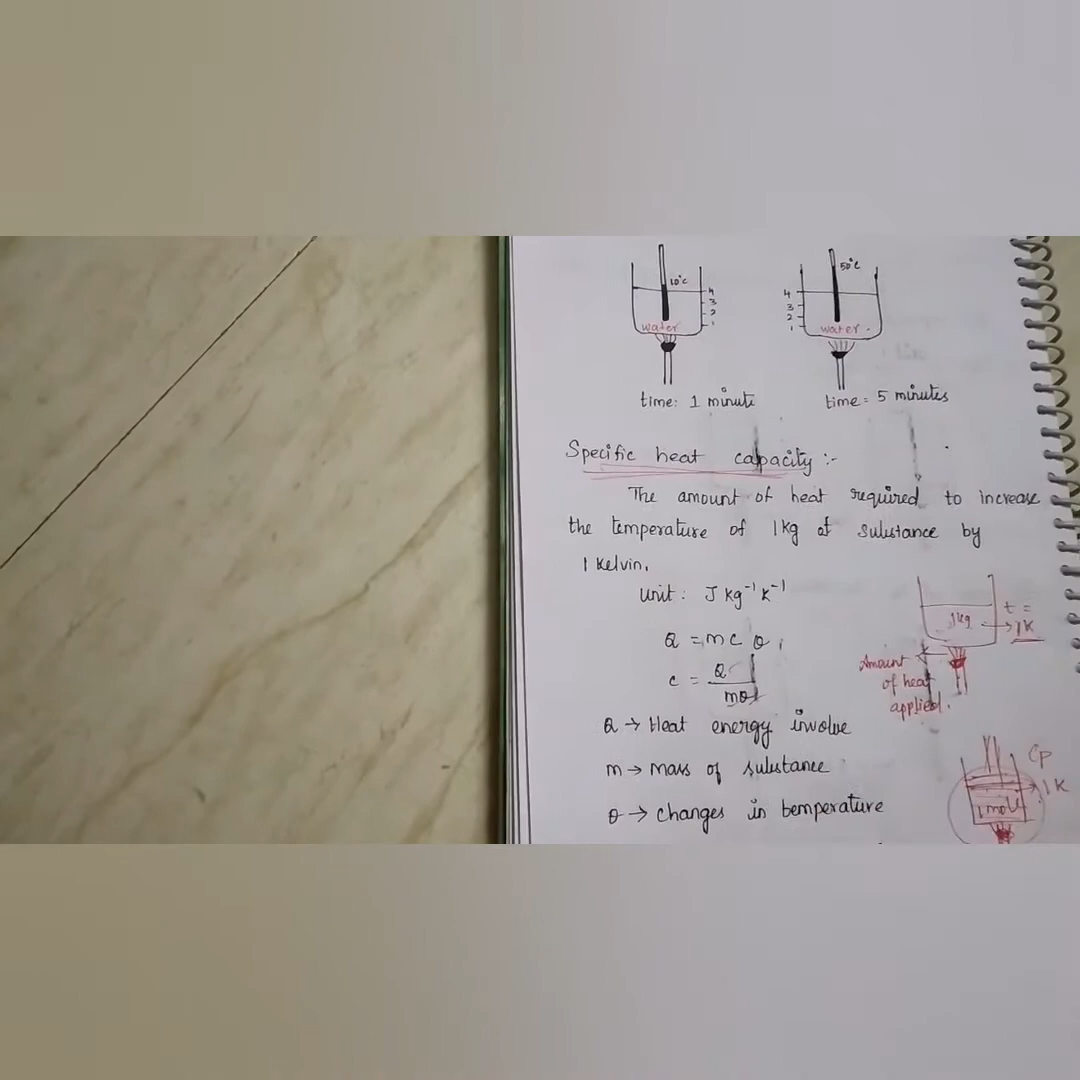 10°c
4
3
2
1
water
time: 1 minute
50°c
4
3
2
1
water.
time = 5 minutes
Specific heat capacity :-
The amount of heat required to increase
the temperature of 1kg of substance by
1 Kelvin.
Unit: J kg⁻¹ K⁻¹
Q = m c θ
c = Q
mθ
Q → Heat energy involve
m → mass of substance
θ → changes in temperature
1kg
t =
1K
Amount
of heat
applied.
Cp
1K
1 mole